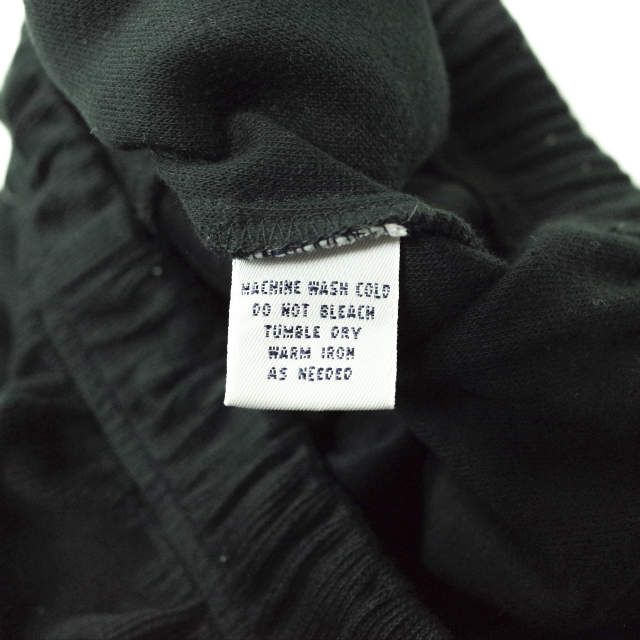 MACHINE WASH COLD
DO NOT BLEACH
TUMBLE DRY
WARM IRON
AS NEEDED